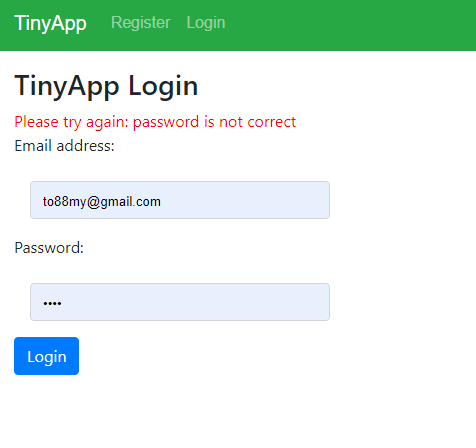 TinyApp Register Login
TinyApp Login
Please try again: password is not correct
Email address:
to88my@gmail.com
Password:
••••
Login